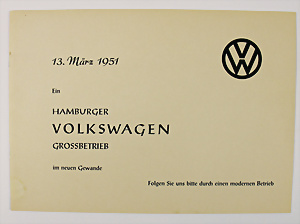 13. März 1951
Ein
HAMBURGER
VOLKSWAGEN
GROSSBETRIEB
im neuen Gewande
Folgen Sie uns bitte durch einen modernen Betrieb